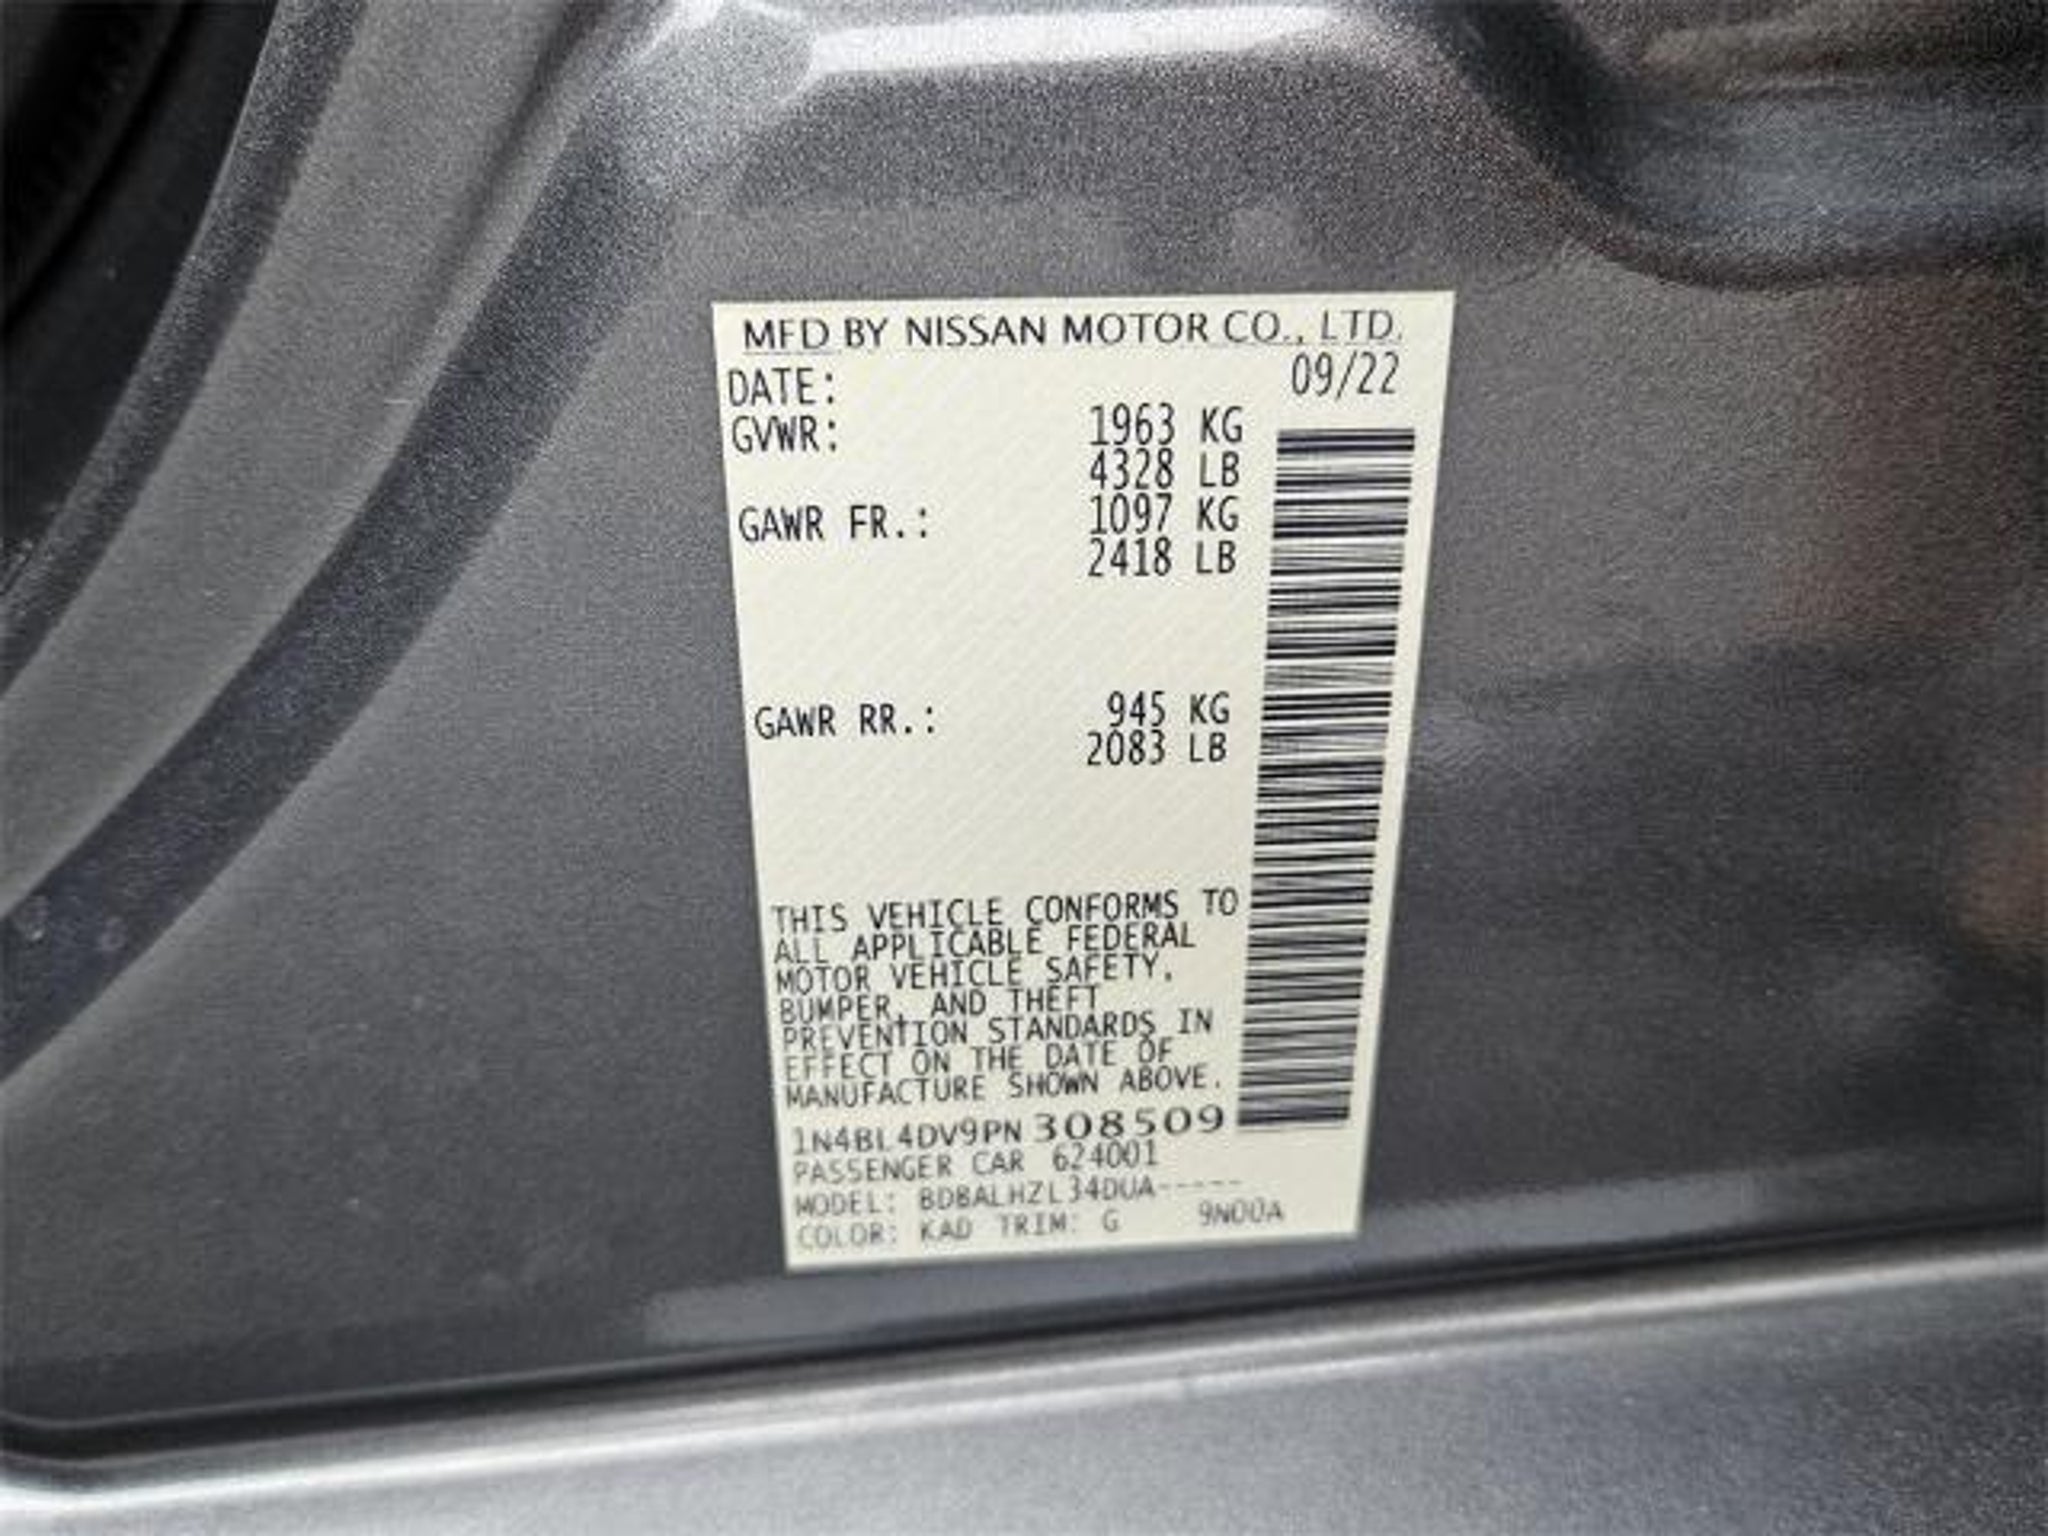 MFD BY NISSAN MOTOR CO., LTD.
DATE: 09/22
GVWR: 1963 KG
4328 LB
GAWR FR.: 1097 KG
2418 LB
GAWR RR.: 945 KG
2083 LB
THIS VEHICLE CONFORMS TO
ALL APPLICABLE FEDERAL
MOTOR VEHICLE SAFETY,
BUMPER, AND THEFT
PREVENTION STANDARDS IN
EFFECT ON THE DATE OF
MANUFACTURE SHOWN ABOVE.
1N4BL4DV9PN308509
PASSENGER CAR 624001
MODEL: BDBALHZL34DUA-----
COLOR: KAD TRIM: G 9N00A